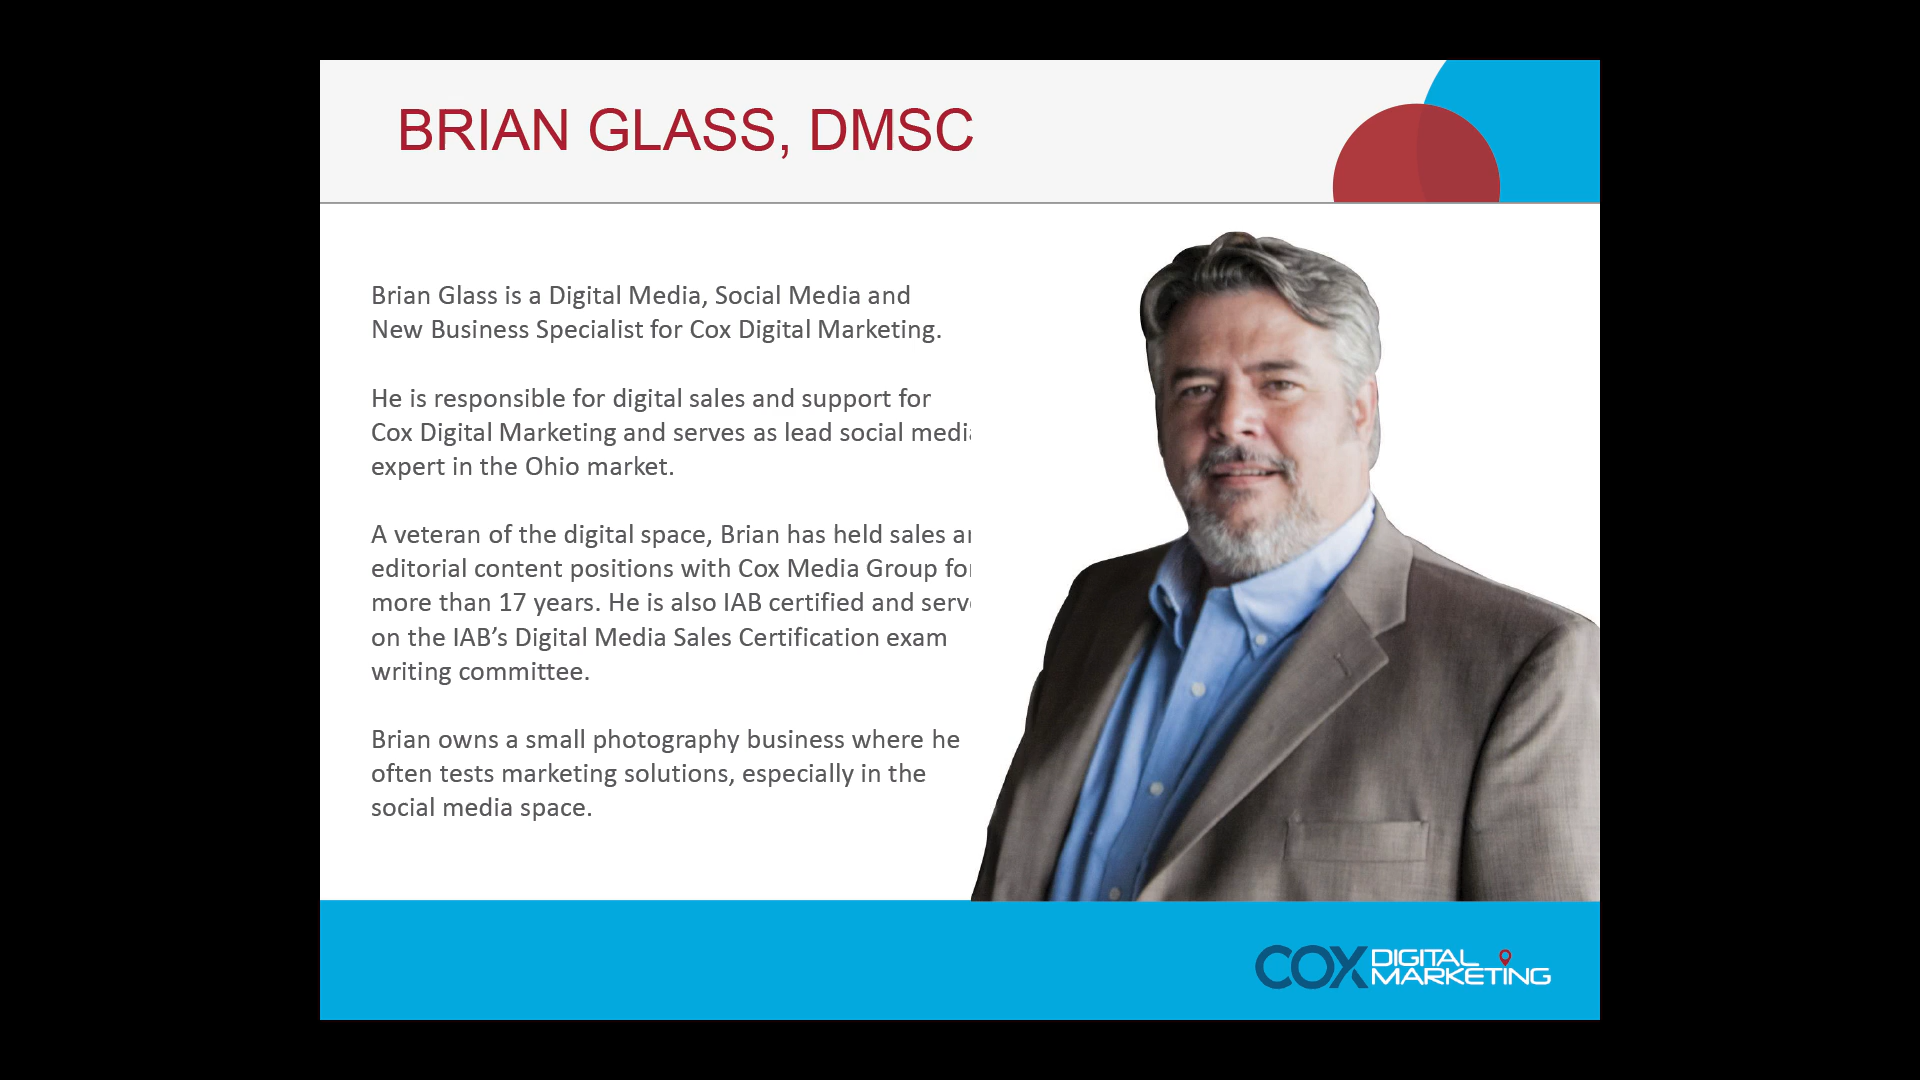 BRIAN GLASS, DMSC
Brian Glass is a Digital Media, Social Media and
New Business Specialist for Cox Digital Marketing.
He is responsible for digital sales and support for
Cox Digital Marketing and serves as lead social
expert in the Ohio market.
A veteran of the digital space, Brian has held sales
editorial content positions with Cox Media Group for
more than 17 years. He is also IAB certified and
on the IAB’s Digital Media Sales Certification exam
writing committee.
Brian owns a small photography business where he
often tests marketing solutions, especially in the
social media space.
COX DIGITAL
MARKETING